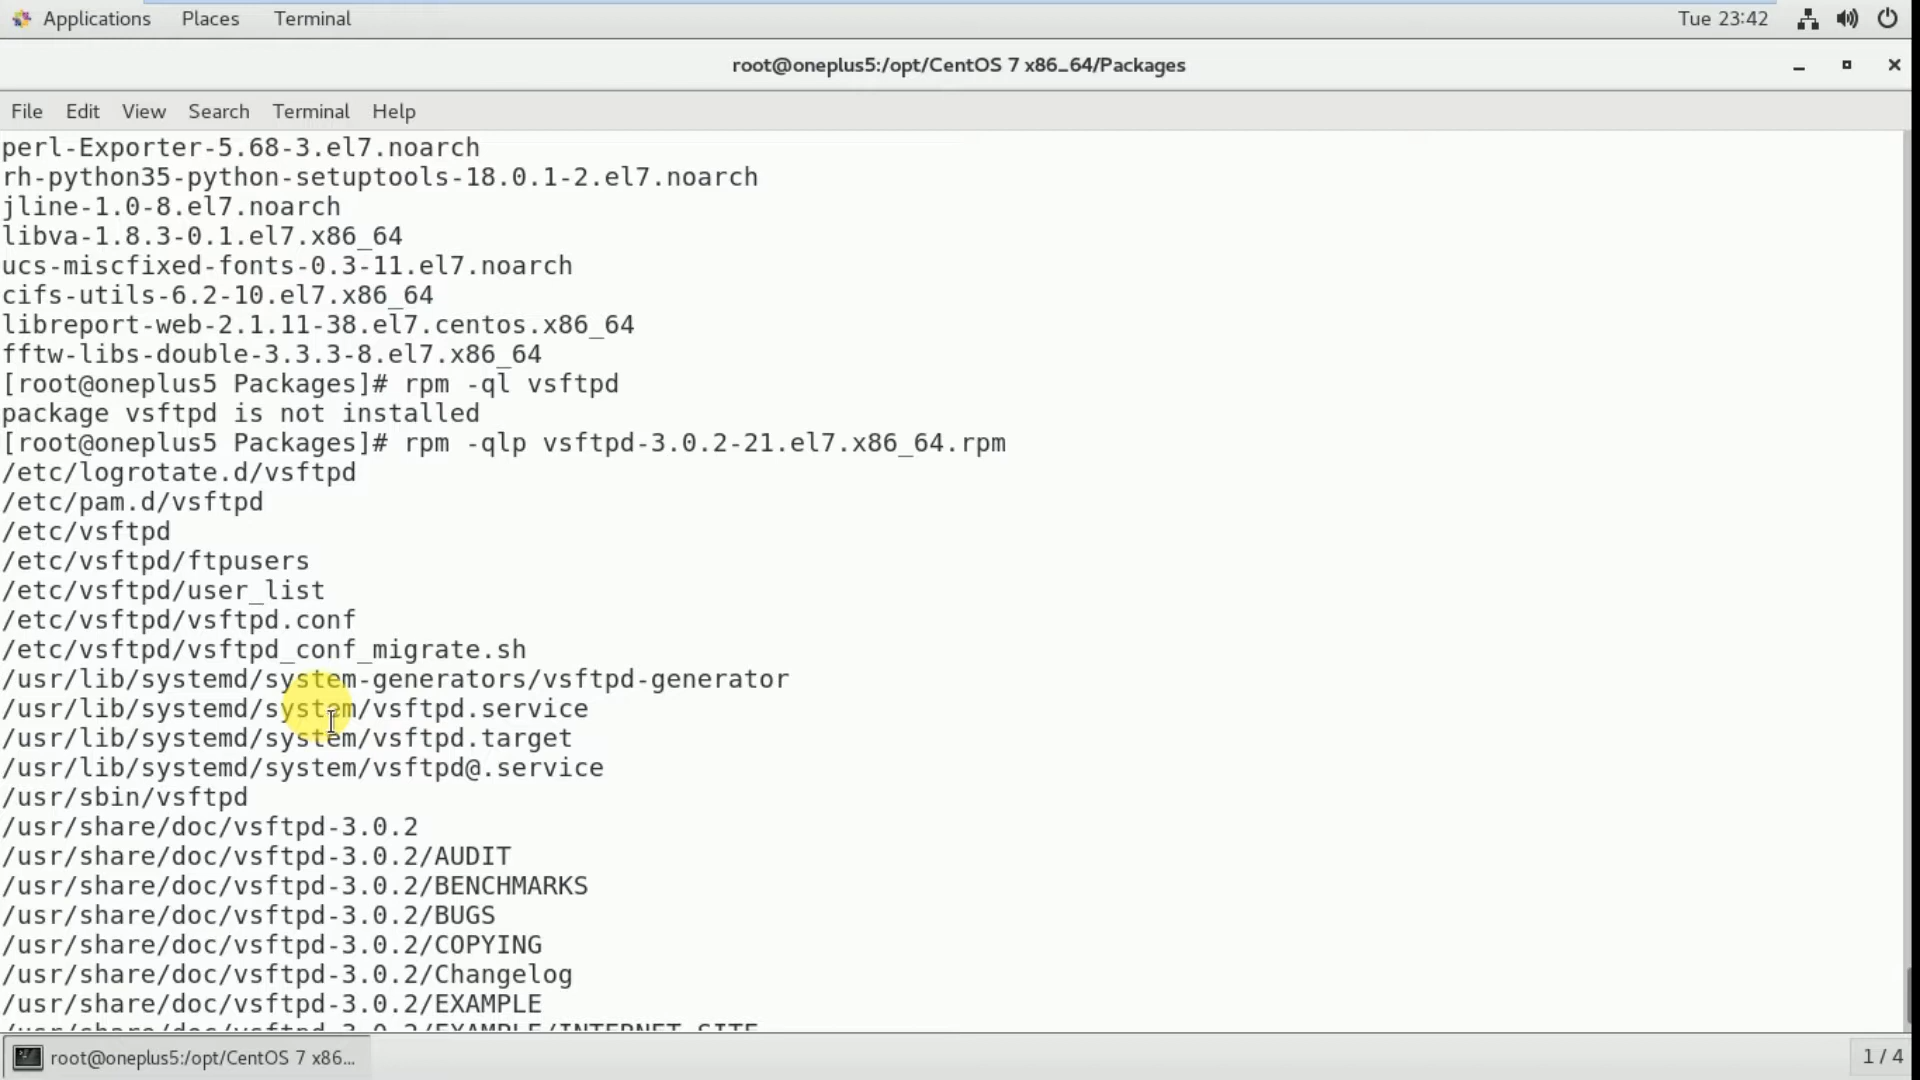 Applications Places Terminal Tue 23:42
root@oneplus5:/opt/CentOS 7 x86_64/Packages
File Edit View Search Terminal Help
perl-Exporter-5.68-3.el7.noarch
rh-python35-python-setuptools-18.0.1-2.el7.noarch
jline-1.0-8.el7.noarch
libva-1.8.3-0.1.el7.x86_64
ucs-miscfixed-fonts-0.3-11.el7.noarch
cifs-utils-6.2-10.el7.x86_64
libreport-web-2.1.11-38.el7.centos.x86_64
fftw-libs-double-3.3.3-8.el7.x86_64
[root@oneplus5 Packages]# rpm -ql vsftpd
package vsftpd is not installed
[root@oneplus5 Packages]# rpm -qlp vsftpd-3.0.2-21.el7.x86_64.rpm
/etc/logrotate.d/vsftpd
/etc/pam.d/vsftpd
/etc/vsftpd
/etc/vsftpd/ftpusers
/etc/vsftpd/user_list
/etc/vsftpd/vsftpd.conf
/etc/vsftpd/vsftpd_conf_migrate.sh
/usr/lib/systemd/system-generators/vsftpd-generator
/usr/lib/systemd/system/vsftpd.service
/usr/lib/systemd/system/vsftpd.target
/usr/lib/systemd/system/vsftpd@.service
/usr/sbin/vsftpd
/usr/share/doc/vsftpd-3.0.2
/usr/share/doc/vsftpd-3.0.2/AUDIT
/usr/share/doc/vsftpd-3.0.2/BENCHMARKS
/usr/share/doc/vsftpd-3.0.2/BUGS
/usr/share/doc/vsftpd-3.0.2/COPYING
/usr/share/doc/vsftpd-3.0.2/Changelog
/usr/share/doc/vsftpd-3.0.2/EXAMPLE
/usr/share/doc/vsftpd-3.0.2/EXAMPLE/INTERNET_SITE
root@oneplus5:/opt/CentOS 7 x86... 1 / 4